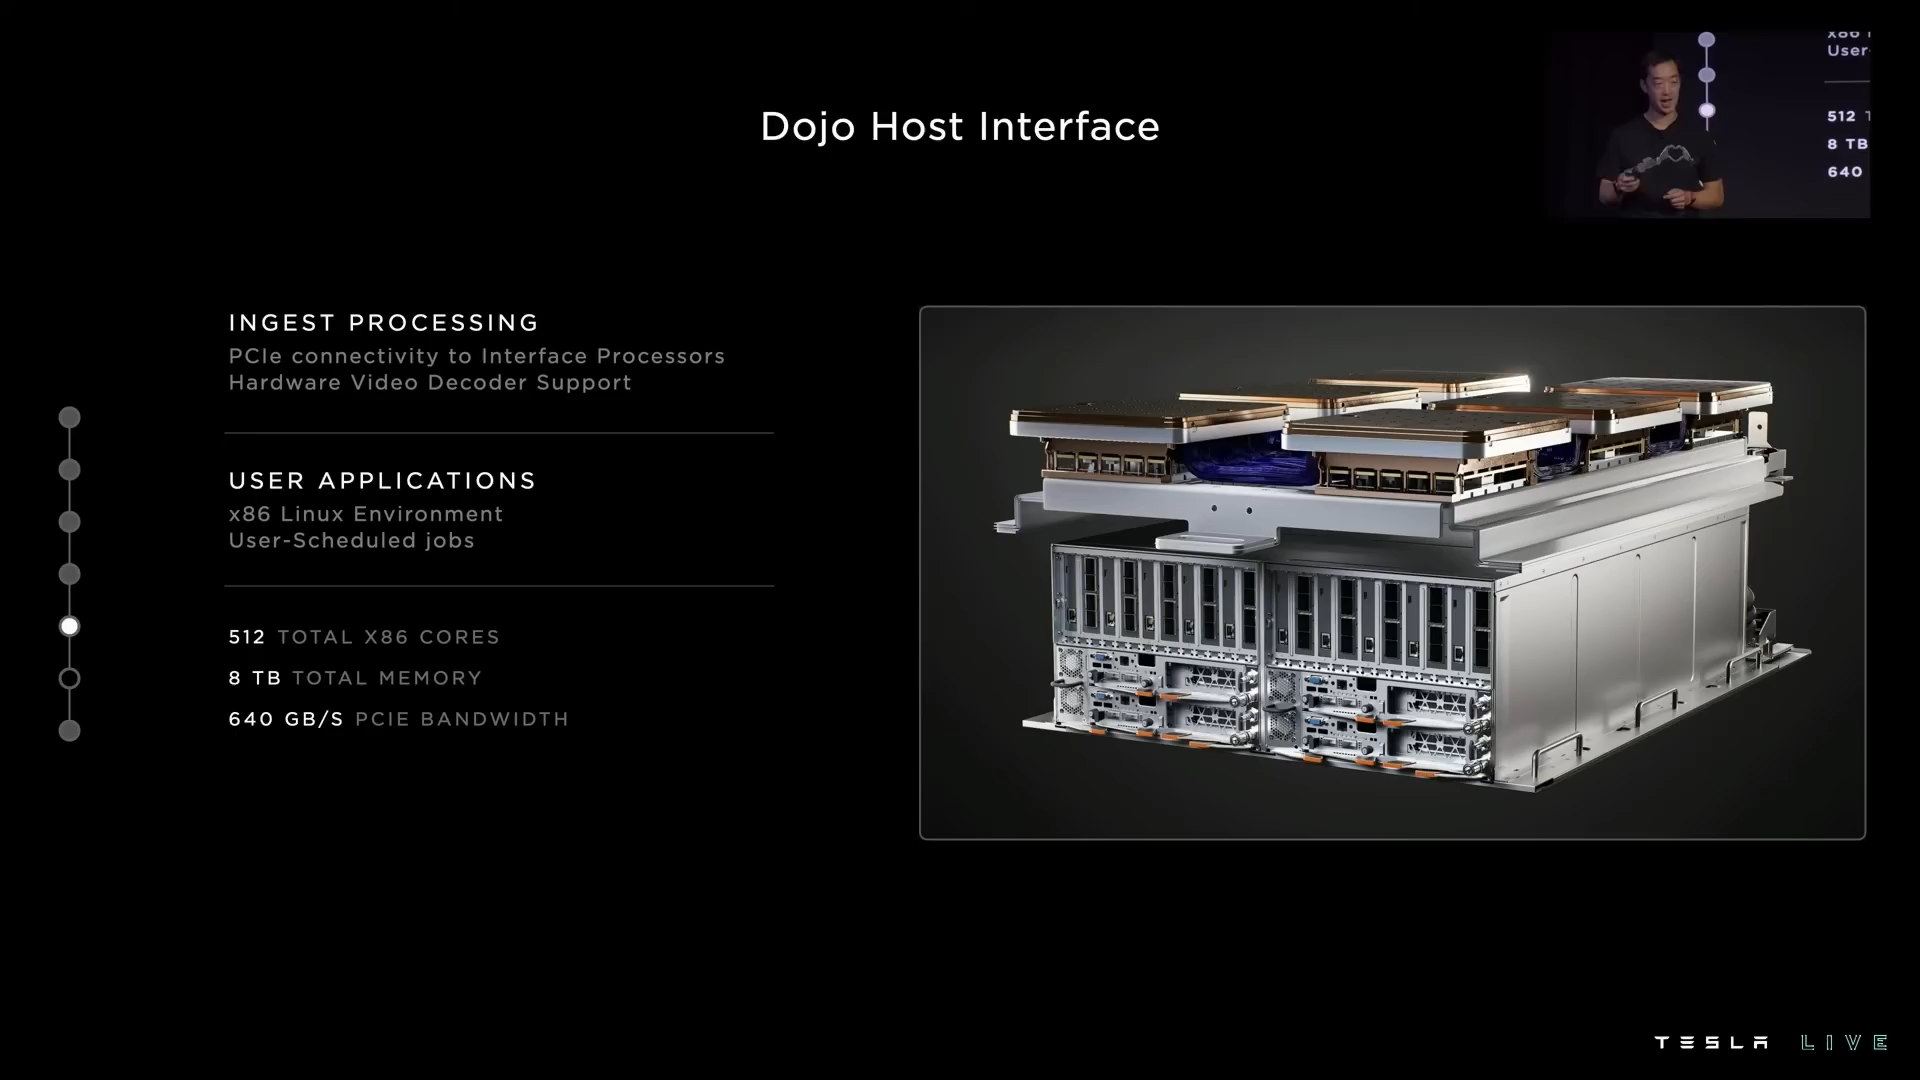 Dojo Host Interface
x86
User-
512
8 TB
640
INGEST PROCESSING
PCIe connectivity to Interface Processors
Hardware Video Decoder Support
USER APPLICATIONS
x86 Linux Environment
User-Scheduled jobs
512 TOTAL X86 CORES
8 TB TOTAL MEMORY
640 GB/S PCIE BANDWIDTH
TESLA LIVE